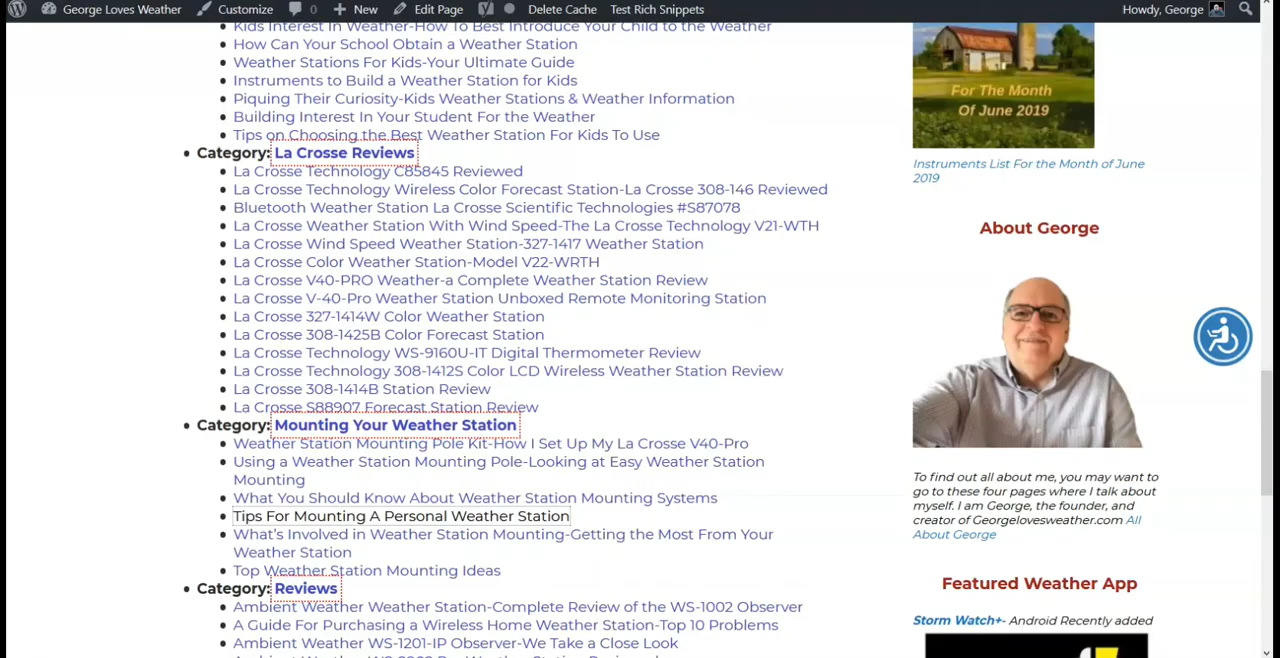 George Loves Weather Customize 0 New Edit Page Delete Cache Test Rich Snippets Howdy, George
Kids Interest In Weather-How To Best Introduce Your Child to the Weather
How Can Your School Obtain a Weather Station
Weather Stations For Kids-Your Ultimate Guide
Instruments to Build a Weather Station for Kids
Piquing Their Curiosity-Kids Weather Stations & Weather Information
Building Interest In Your Student For the Weather
Tips on Choosing the Best Weather Station For Kids To Use
Category: La Crosse Reviews
La Crosse Technology C85845 Reviewed
La Crosse Technology Wireless Color Forecast Station-La Crosse 308-146 Reviewed
Bluetooth Weather Station La Crosse Scientific Technologies #S87078
La Crosse Weather Station With Wind Speed-The La Crosse Technology V21-WTH
La Crosse Wind Speed Weather Station-327-1417 Weather Station
La Crosse Color Weather Station-Model V22-WRTH
La Crosse V40-PRO Weather-a Complete Weather Station Review
La Crosse V-40-Pro Weather Station Unboxed Remote Monitoring Station
La Crosse 327-1414W Color Weather Station
La Crosse 308-1425B Color Forecast Station
La Crosse Technology WS-9160U-IT Digital Thermometer Review
La Crosse Technology 308-1412S Color LCD Wireless Weather Station Review
La Crosse 308-1414B Station Review
La Crosse S88907 Forecast Station Review
Category: Mounting Your Weather Station
Weather Station Mounting Pole Kit-How I Set Up My La Crosse V40-Pro
Using a Weather Station Mounting Pole-Looking at Easy Weather Station
Mounting
What You Should Know About Weather Station Mounting Systems
Tips For Mounting A Personal Weather Station
What's Involved in Weather Station Mounting-Getting the Most From Your
Weather Station
Top Weather Station Mounting Ideas
Category: Reviews
Ambient Weather Weather Station-Complete Review of the WS-1002 Observer
A Guide For Purchasing a Wireless Home Weather Station-Top 10 Problems
Ambient Weather WS-1201-IP Observer-We Take a Close Look
For The Month
Of June 2019
Instruments List For the Month of June
2019
About George
To find out all about me, you may want to
go to these four pages where I talk about
myself. I am George, the founder, and
creator of Georgelovesweather.com All
About George
Featured Weather App
Storm Watch+- Android Recently added